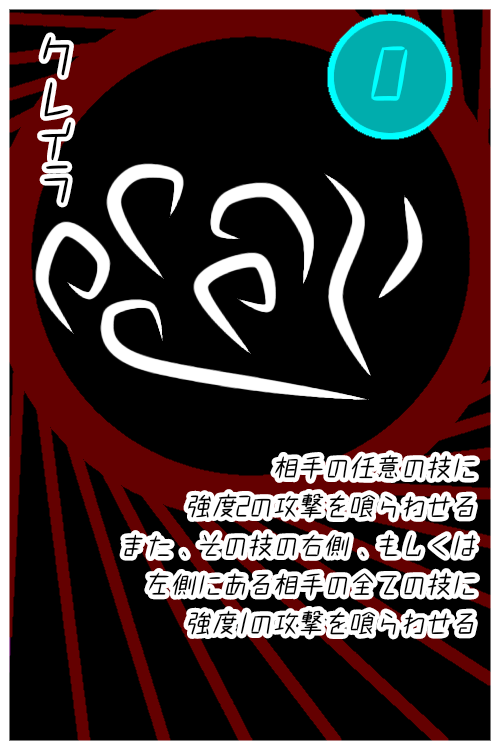 クレイラ
0
相手の任意の技に
強度2の攻撃を喰らわせる
また、その技の右側、もしくは
左側にある相手の全ての技に
強度1の攻撃を喰らわせる